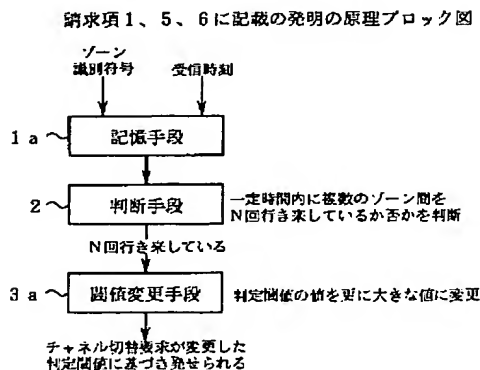 請求項1、5、6に記載の発明の原理ブロック図
ゾーン
識別符号
受信時刻
1a
記憶手段
2
判断手段
一定時間内に複数のゾーン間を
N回行き来しているか否かを判断
N回行き来している
3a
閾値変更手段
判定閾値の値を更に大きな値に変更
チャネル切替要求が変更した
判定閾値に基づき発せられる